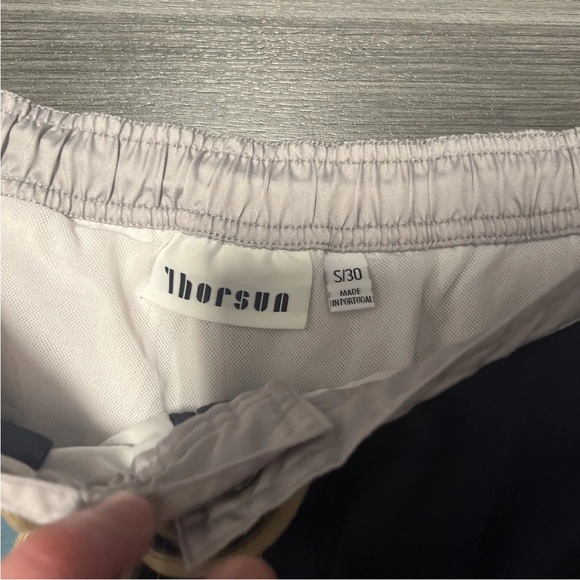 Thorsun
S/30
MADE
IN PORTUGAL